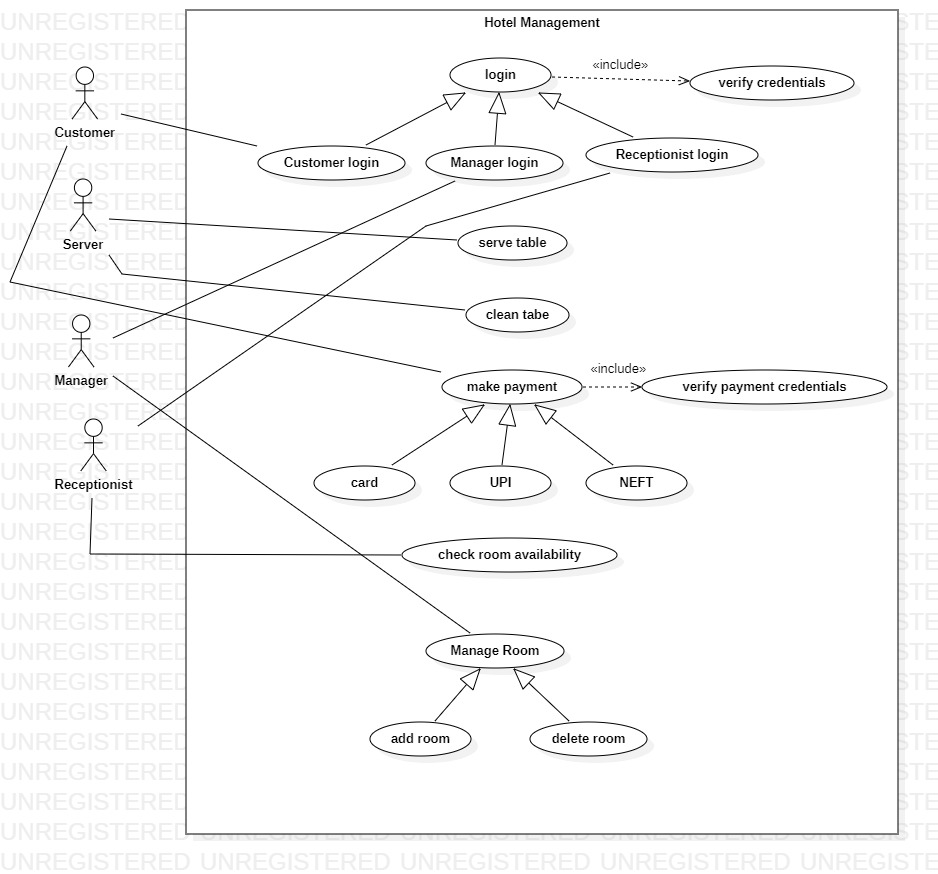 Hotel Management
login
«include»
verify credentials
Customer
Customer login
Manager login
Receptionist login
Server
serve table
clean tabe
Manager
make payment
«include»
verify payment credentials
Receptionist
card
UPI
NEFT
check room availability
Manage Room
add room
delete room
UNREGISTERED UNREGISTERED UNREGISTERED UNREGISTERED UNREGISTE